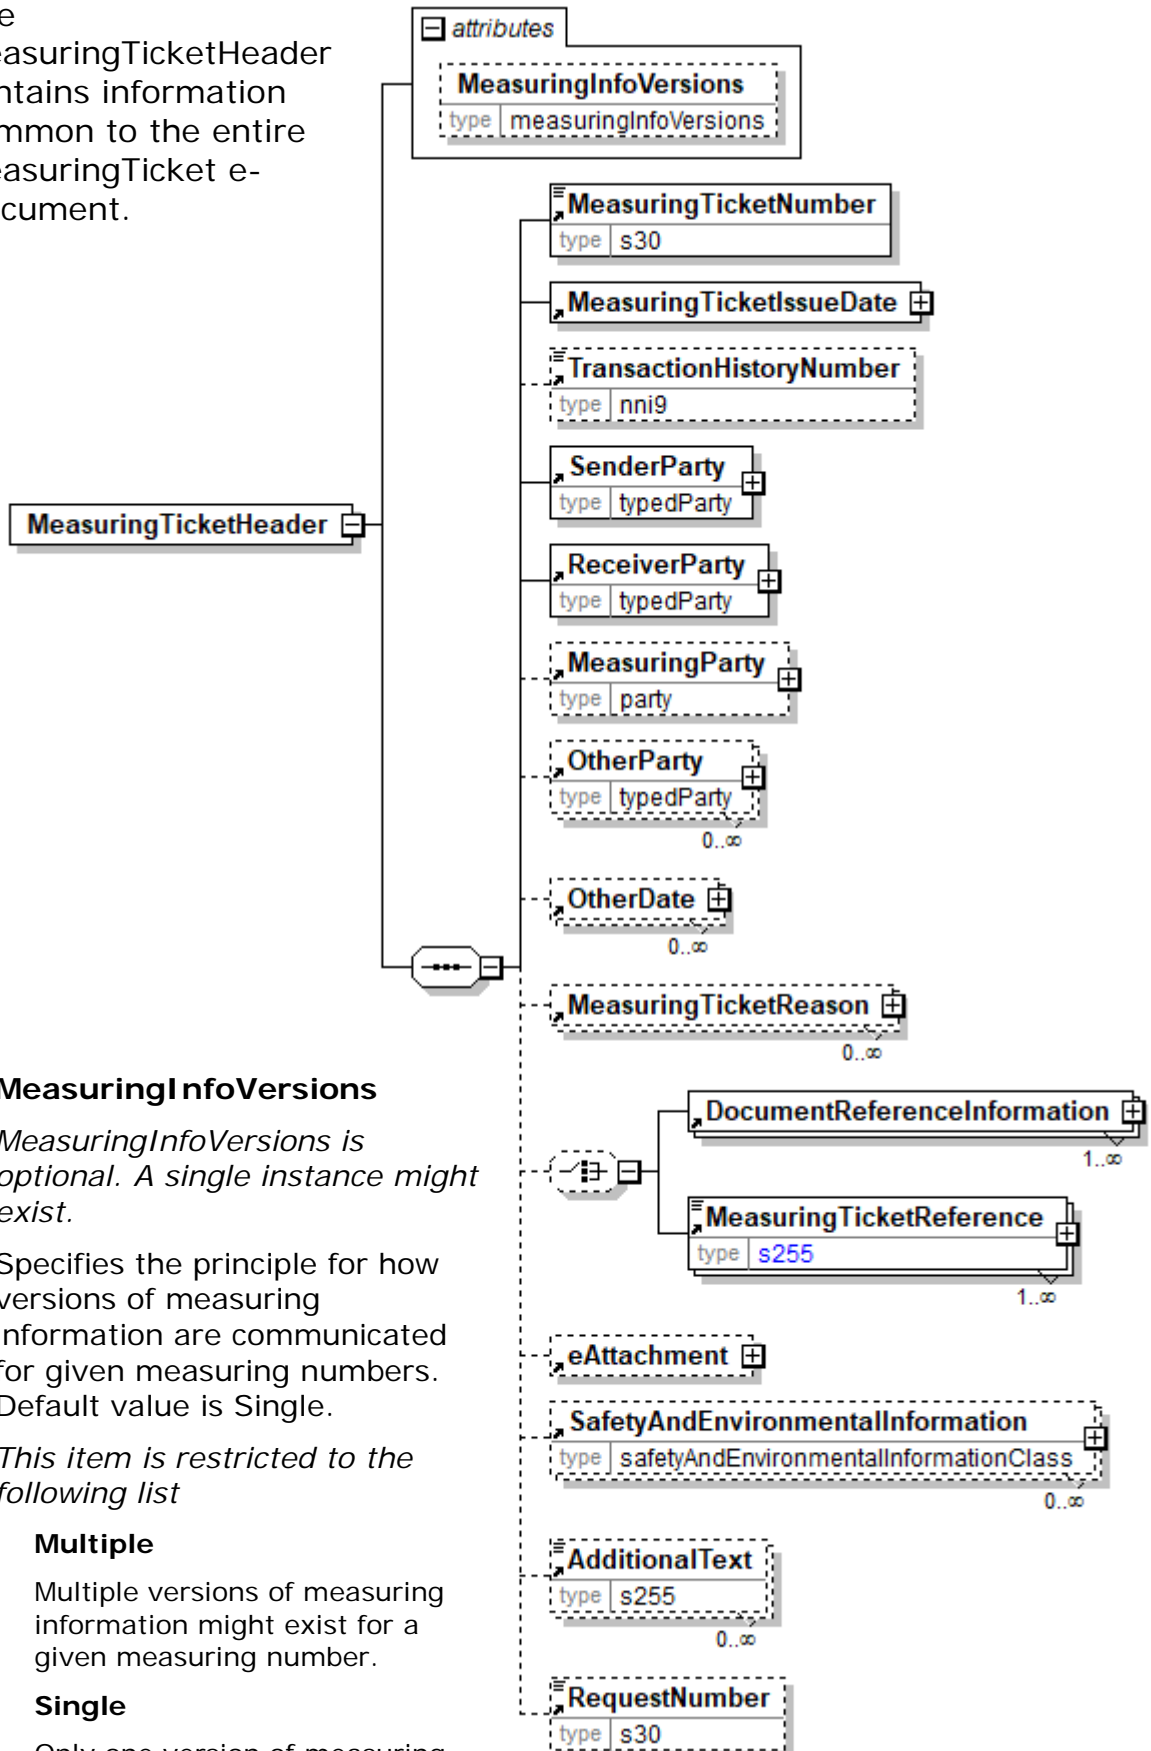 e
easuringTicketHeader
ntains information
mmon to the entire
easuringTicket e-
cument.
attributes
MeasuringInfoVersions
type measuringInfoVersions
MeasuringTicketNumber
type s30
MeasuringTicketIssueDate
TransactionHistoryNumber
type nni9
SenderParty
type typedParty
MeasuringTicketHeader
ReceiverParty
type typedParty
MeasuringParty
type party
OtherParty
type typedParty
0..∞
OtherDate
0..∞
MeasuringTicketReason
0..∞
DocumentReferenceInformation
1..∞
MeasuringTicketReference
type s255
1..∞
eAttachment
SafetyAndEnvironmentalInformation
type safetyAndEnvironmentalInformationClass
0..∞
AdditionalText
type s255
0..∞
RequestNumber
type s30
MeasuringInfoVersions
MeasuringInfoVersions is
optional. A single instance might
exist.
Specifies the principle for how
versions of measuring
information are communicated
for given measuring numbers.
Default value is Single.
This item is restricted to the
following list
Multiple
Multiple versions of measuring
information might exist for a
given measuring number.
Single
Only one version of measuring